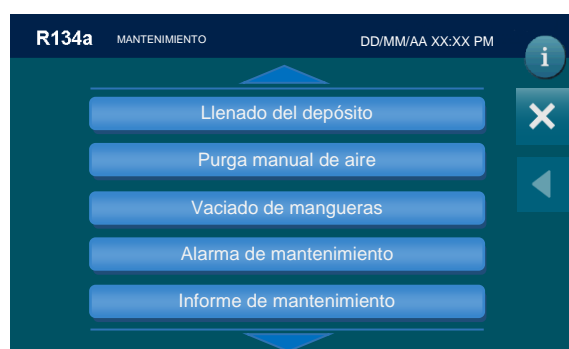 R134a MANTENIMIENTO DD/MM/AA XX:XX PM
i
Llenado del depósito
Purga manual de aire
Vaciado de mangueras
Alarma de mantenimiento
Informe de mantenimiento